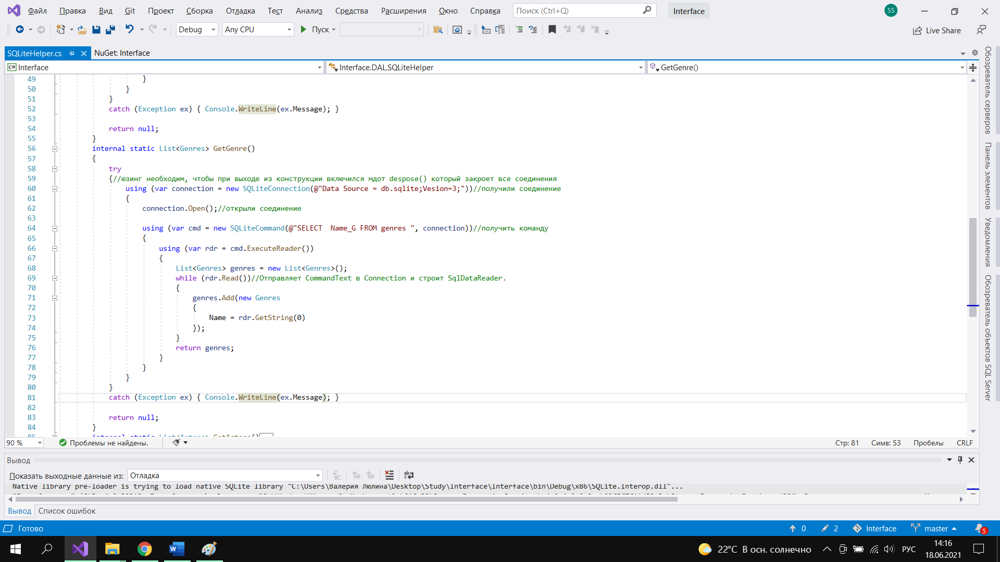 Файл Правка Вид Git Проект Сборка Отладка Тест Анализ Средства Расширения Окно Справка Поиск (Ctrl+Q) Interface SS
Debug Any CPU Пуск Live Share
SQLiteHelper.cs NuGet: Interface
C# Interface Interface.DAL.SQLiteHelper GetGenre()
49 }
50 }
51 }
52 catch (Exception ex) { Console.WriteLine(ex.Message); }
53
54 return null;
55 }
56 internal static List<Genres> GetGenre()
57 {
58 try
59 {//юзинг необходим, чтобы при выходе из конструкции включился мдот despose() который закроет все соединения
60 using (var connection = new SQLiteConnection(@"Data Source = db.sqlite;Vesion=3;"))//получили соединение
61 {
62 connection.Open();//открыли соединение
63
64 using (var cmd = new SQLiteCommand(@"SELECT  Name_G FROM genres ", connection))//получить команду
65 {
66 using (var rdr = cmd.ExecuteReader())
67 {
68 List<Genres> genres = new List<Genres>();
69 while (rdr.Read())//Отправляет CommandText в Connection и строит SqlDataReader.
70 {
71 genres.Add(new Genres
72 {
73 Name = rdr.GetString(0)
74 });
75 }
76 return genres;
77 }
78 }
79 }
80 }
81 catch (Exception ex) { Console.WriteLine(ex.Message); }
82
83 return null;
84 }
85 internal static List<Actors> GetActors()
90 % Проблемы не найдены. Стр: 81 Симв: 53 Пробелы CRLF
Вывод
Показать выходные данные из: Отладка
Native library pre-loader is trying to load native SQLite library "C:\Users\Валерия Люлина\Desktop\Study\Interface\Interface\bin\Debug\x86\SQLite.Interop.dll"...
Вывод Список ошибок
Готово 0 2 Interface master 5
22°C В осн. солнечно РУС 14:16
18.06.2021
Обозреватель серверов
Панель элементов
Уведомления
Обозреватель объектов SQL Server